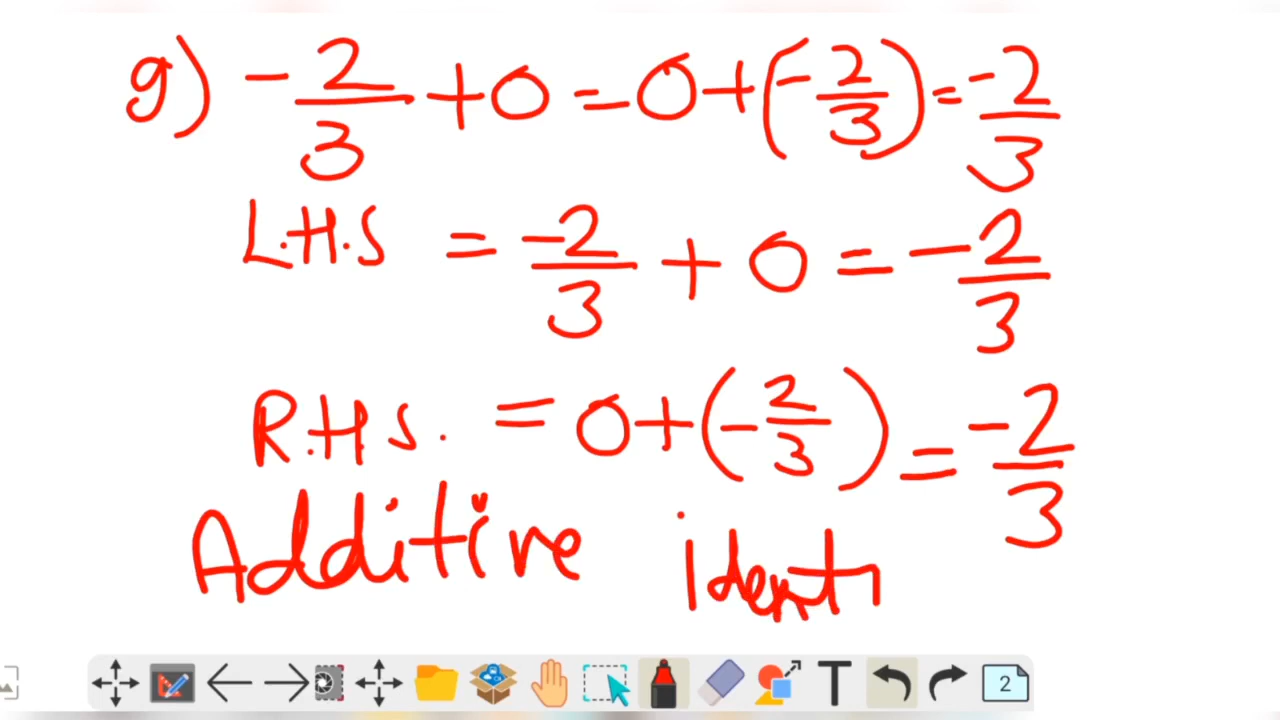 g) -2/3 + 0 = 0 + (-2/3) = -2/3
L.H.S = -2/3 + 0 = -2/3
R.H.S. = 0 + (-2/3) = -2/3
Additive identi
T
2